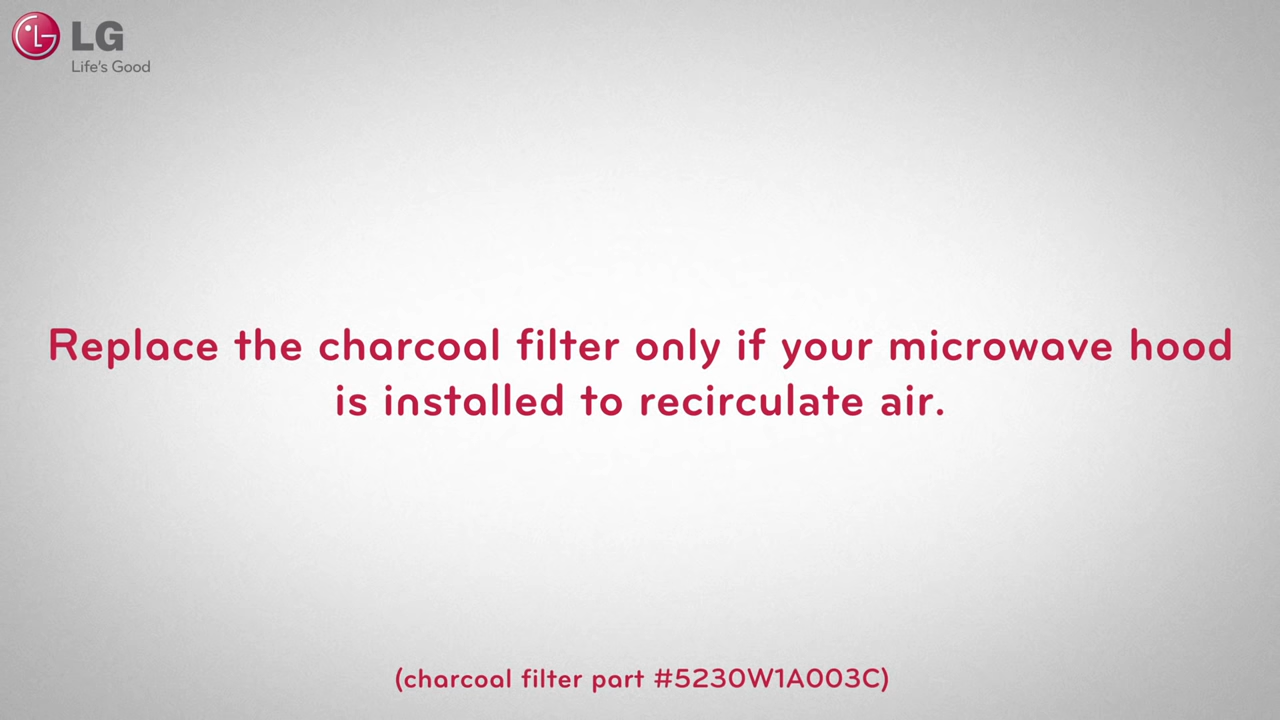 LG
Life's Good
Replace the charcoal filter only if your microwave hood
is installed to recirculate air.
(charcoal filter part #5230W1A003C)